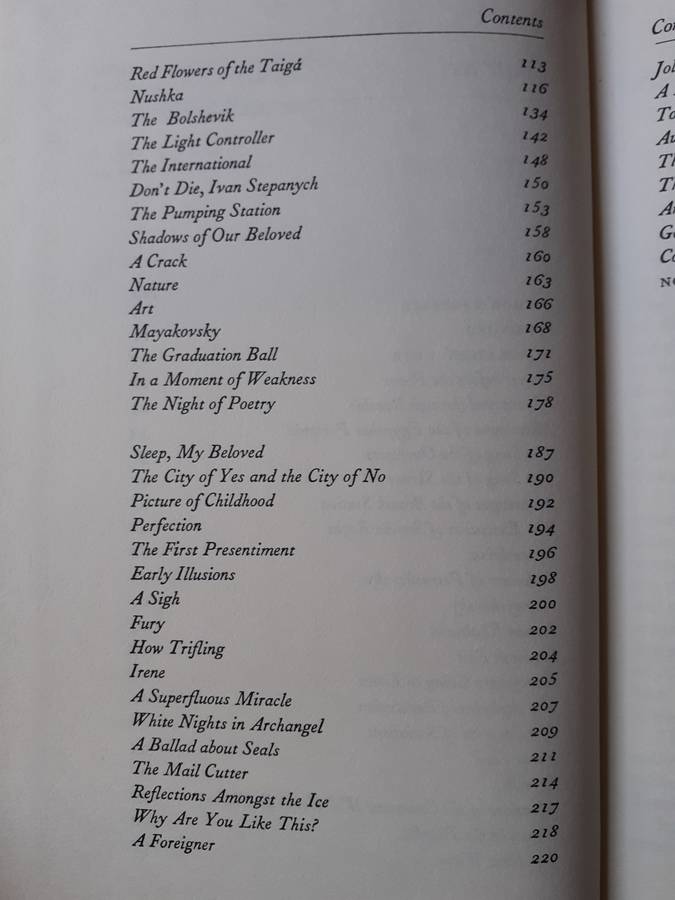 Contents
Red Flowers of the Taigá 113
Nushka 116
The Bolshevik 134
The Light Controller 142
The International 148
Don't Die, Ivan Stepanych 150
The Pumping Station 153
Shadows of Our Beloved 158
A Crack 160
Nature 163
Art 166
Mayakovsky 168
The Graduation Ball 171
In a Moment of Weakness 175
The Night of Poetry 178
Sleep, My Beloved 187
The City of Yes and the City of No 190
Picture of Childhood 192
Perfection 194
The First Presentiment 196
Early Illusions 198
A Sigh 200
Fury 202
How Trifling 204
Irene 205
A Superfluous Miracle 207
White Nights in Archangel 209
A Ballad about Seals 211
The Mail Cutter 214
Reflections Amongst the Ice 217
Why Are You Like This? 218
A Foreigner 220